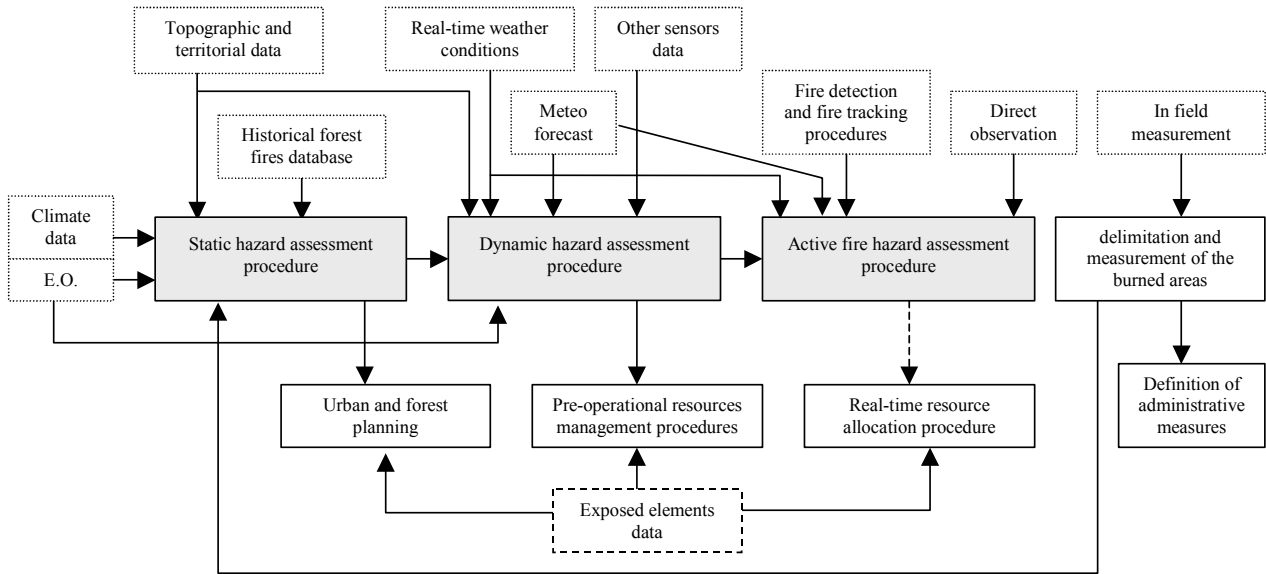 Topographic and
territorial data
Real-time weather
conditions
Other sensors
data
Historical forest
fires database
Meteo
forecast
Fire detection
and fire tracking
procedures
Direct
observation
In field
measurement
Climate
data
E.O.
Static hazard assessment
procedure
Dynamic hazard assessment
procedure
Active fire hazard assessment
procedure
delimitation and
measurement of the
burned areas
Urban and forest
planning
Pre-operational resources
management procedures
Real-time resource
allocation procedure
Definition of
administrative
measures
Exposed elements
data